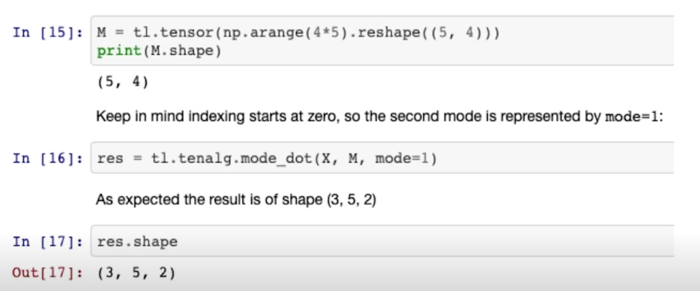 In [15]: M = tl.tensor(np.arange(4*5).reshape((5, 4)))
print(M.shape)
(5, 4)
Keep in mind indexing starts at zero, so the second mode is represented by mode=1:
In [16]: res = tl.tenalg.mode_dot(X, M, mode=1)
As expected the result is of shape (3, 5, 2)
In [17]: res.shape
Out[17]: (3, 5, 2)